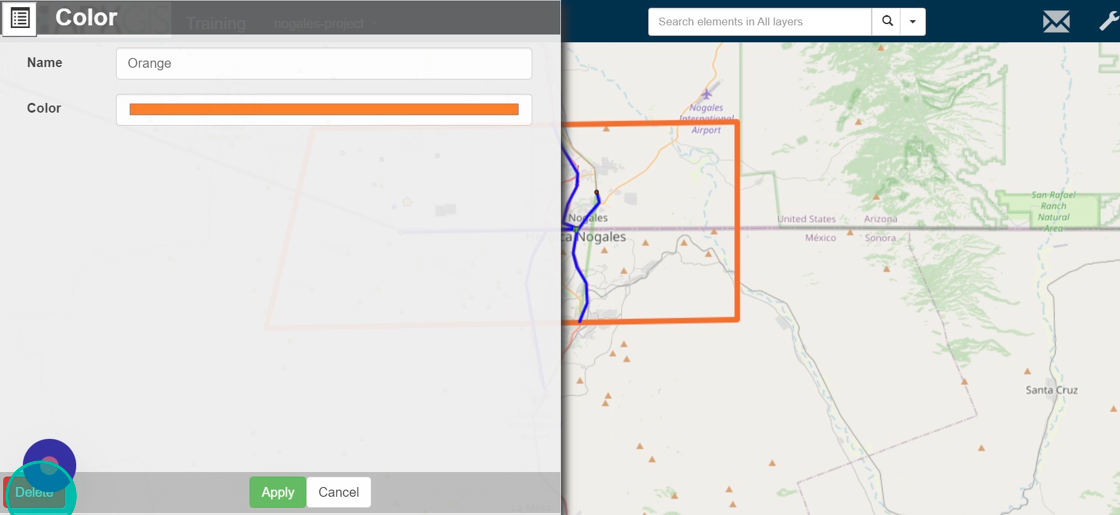 Color
Training
nogales-project
Search elements in All layers
Name
Orange
Color
Nogales
International
Airport
San Rafael
Ranch
Natural
Area
Nogales
ca Nogales
United States
Arizona
México
Sonora
Santa Cruz
Delete
Apply
Cancel